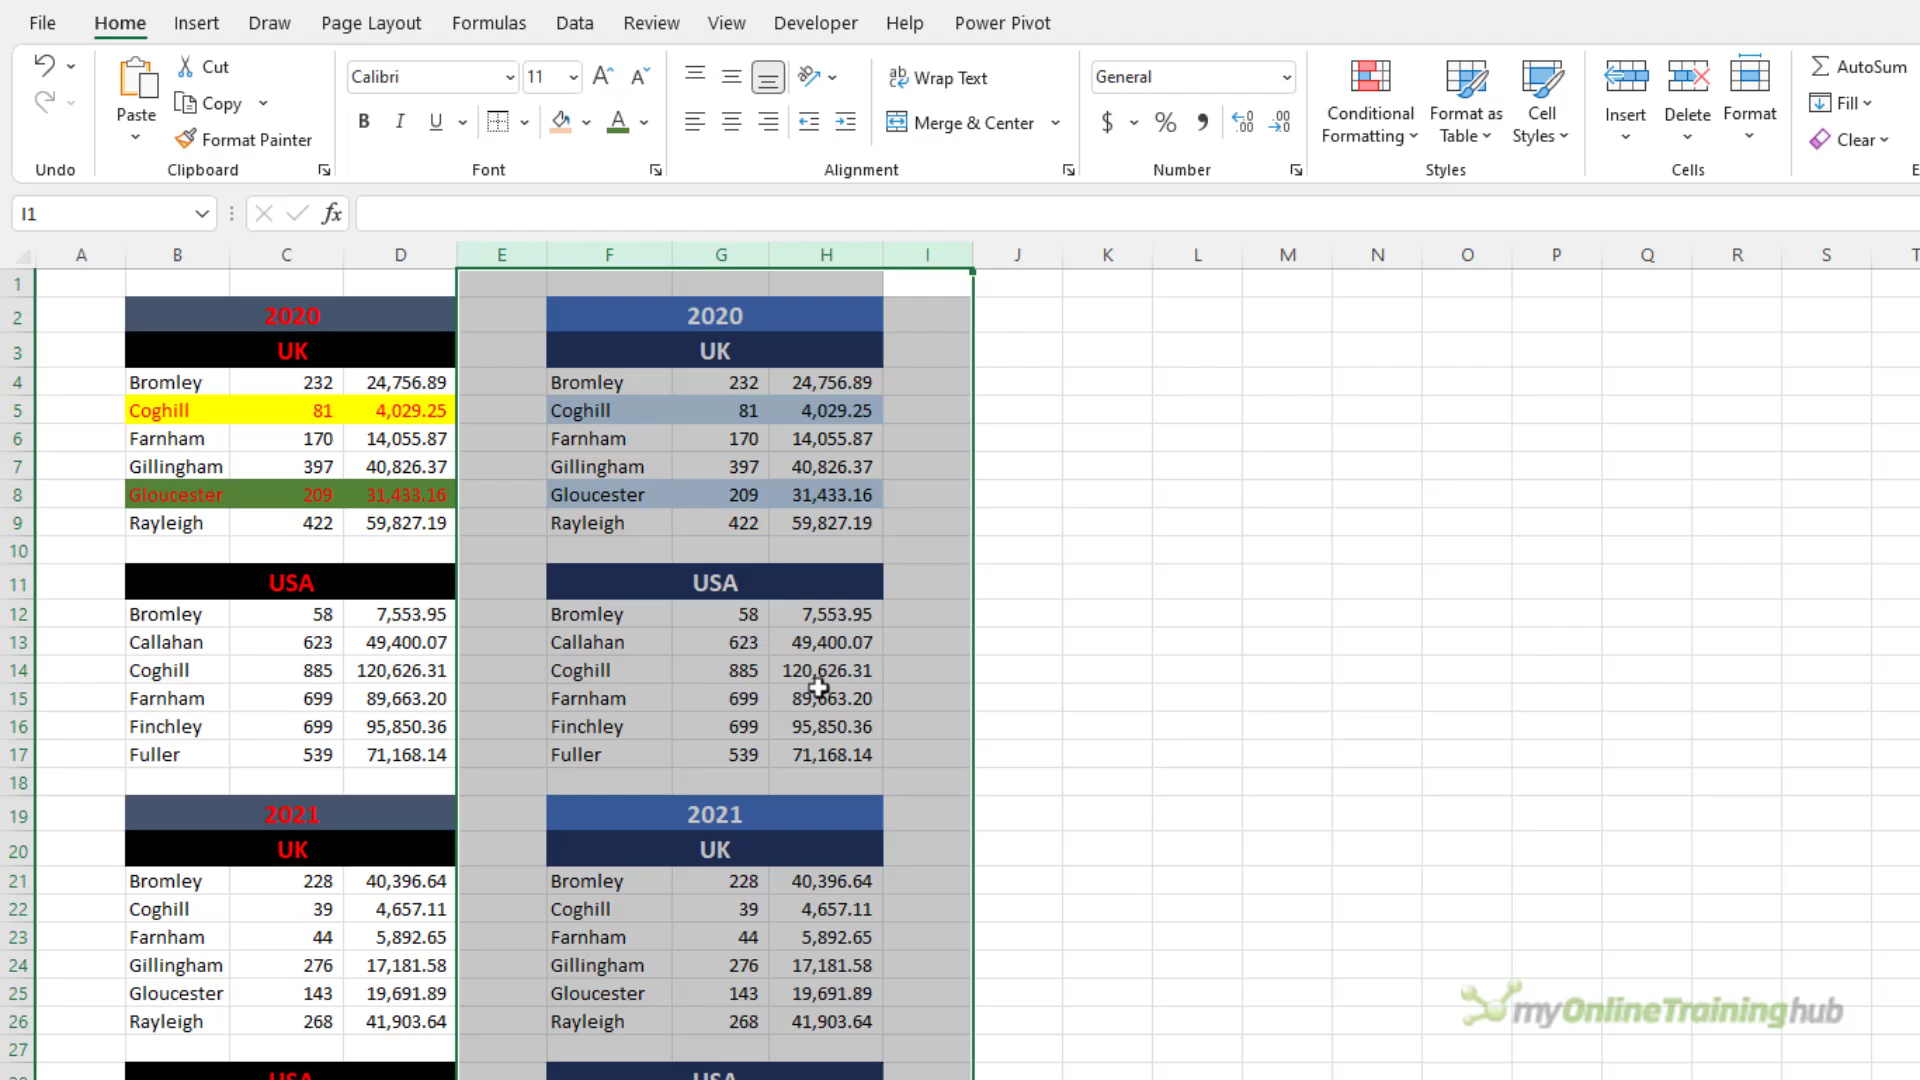 File Home Insert Draw Page Layout Formulas Data Review View Developer Help Power Pivot
Paste
Cut
Copy
Format Painter
Calibri 11
B I U
Wrap Text
Merge & Center
General
$ % 9
Conditional Formatting
Format as Table
Cell Styles
Insert Delete Format
AutoSum
Fill
Clear
Undo Clipboard Font Alignment Number Styles Cells E
I1 fx
A B C D E F G H I J K L M N O P Q R S T
1
2 2020 2020
3 UK UK
4 Bromley 232 24,756.89 Bromley 232 24,756.89
5 Coghill 81 4,029.25 Coghill 81 4,029.25
6 Farnham 170 14,055.87 Farnham 170 14,055.87
7 Gillingham 397 40,826.37 Gillingham 397 40,826.37
8 Gloucester 209 31,433.16 Gloucester 209 31,433.16
9 Rayleigh 422 59,827.19 Rayleigh 422 59,827.19
10
11 USA USA
12 Bromley 58 7,553.95 Bromley 58 7,553.95
13 Callahan 623 49,400.07 Callahan 623 49,400.07
14 Coghill 885 120,626.31 Coghill 885 120,626.31
15 Farnham 699 89,663.20 Farnham 699 89,663.20
16 Finchley 699 95,850.36 Finchley 699 95,850.36
17 Fuller 539 71,168.14 Fuller 539 71,168.14
18
19 2021 2021
20 UK UK
21 Bromley 228 40,396.64 Bromley 228 40,396.64
22 Coghill 39 4,657.11 Coghill 39 4,657.11
23 Farnham 44 5,892.65 Farnham 44 5,892.65
24 Gillingham 276 17,181.58 Gillingham 276 17,181.58
25 Gloucester 143 19,691.89 Gloucester 143 19,691.89
26 Rayleigh 268 41,903.64 Rayleigh 268 41,903.64
27
USA USA
myOnlineTraininghub